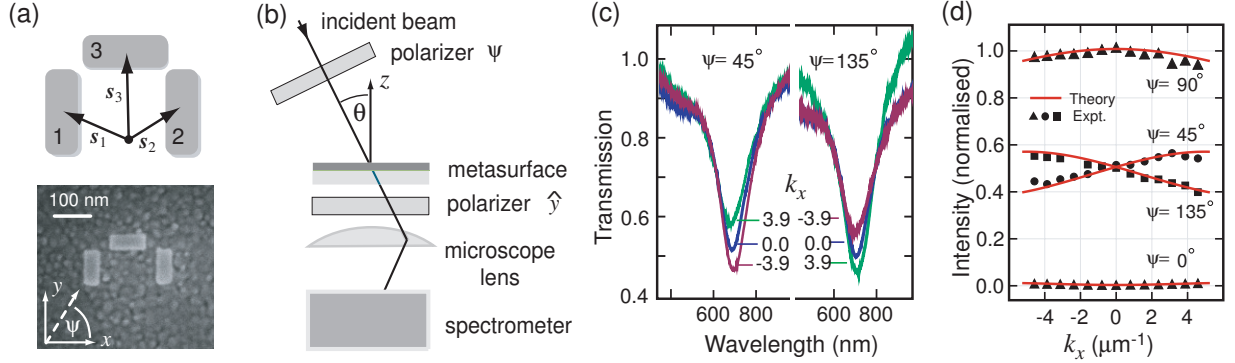 (a)
3
1
2
s₁
s₂
s₃
100 nm
y
ψ
x
(b)
incident beam
polarizer ψ
z
θ
metasurface
polarizer ŷ
microscope
lens
spectrometer
(c)
Transmission
1.0
0.8
0.6
0.4
ψ= 45°
ψ=135°
kₓ
3.9
0.0
-3.9
-3.9
0.0
3.9
600 800
600 800
Wavelength (nm)
(d)
Intensity (normalised)
1.0
0.8
0.6
0.4
0.2
0.0
ψ= 90°
Theory
Expt.
ψ= 45°
ψ=135°
ψ= 0°
-4 -2 0 2 4
kₓ (μm⁻¹)